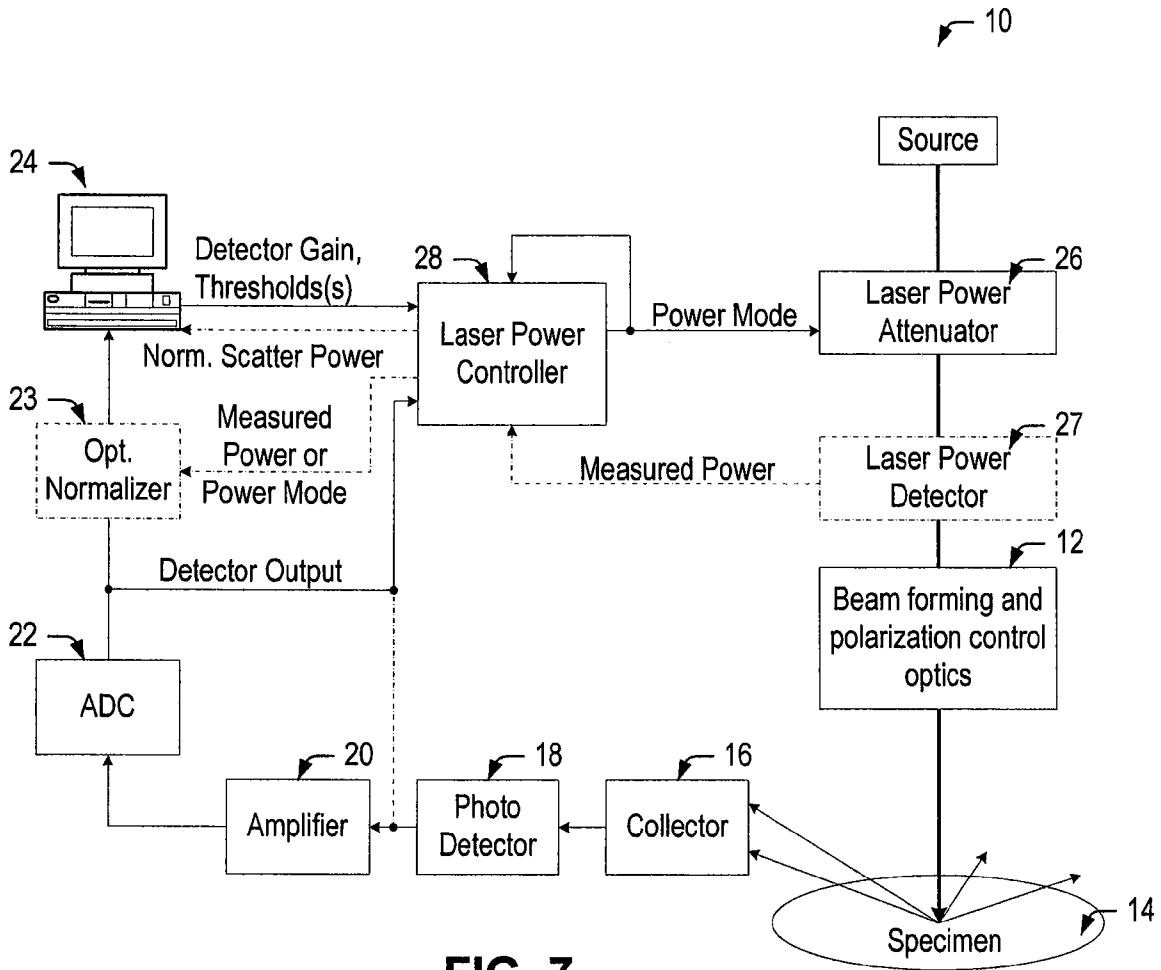 10
Source
24
Detector Gain,
Thresholds(s)
28
26
Laser Power
Attenuator
Power Mode
Laser Power
Controller
Norm. Scatter Power
23
Opt.
Normalizer
Measured
Power or
Power Mode
27
Measured Power
Laser Power
Detector
Detector Output
12
Beam forming and
polarization control
optics
22
ADC
20
Amplifier
18
Photo
Detector
16
Collector
14
Specimen